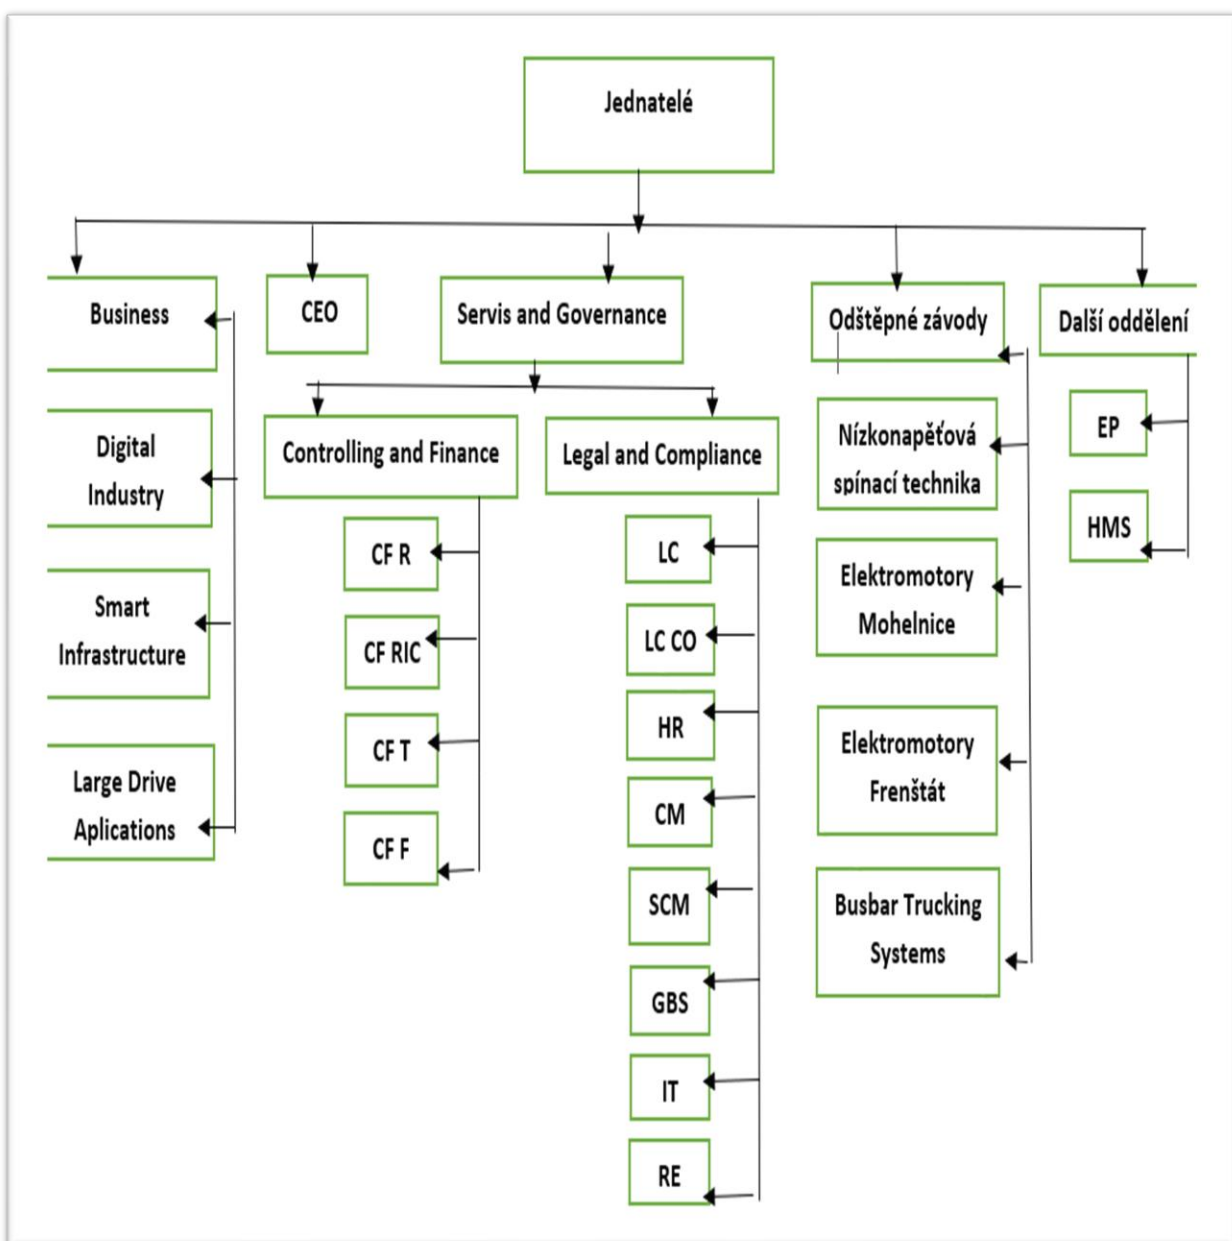 Jednatelé
Business
CEO
Servis and Governance
Odštěpné závody
Další oddělení
Digital
Industry
Smart
Infrastructure
Large Drive
Aplications
Controlling and Finance
CF R
CF RIC
CF T
CF F
Legal and Compliance
LC
LC CO
HR
CM
SCM
GBS
IT
RE
Nízkonapěťová
spínací technika
Elektromotory
Mohelnice
Elektromotory
Frenštát
Busbar Trucking
Systems
EP
HMS